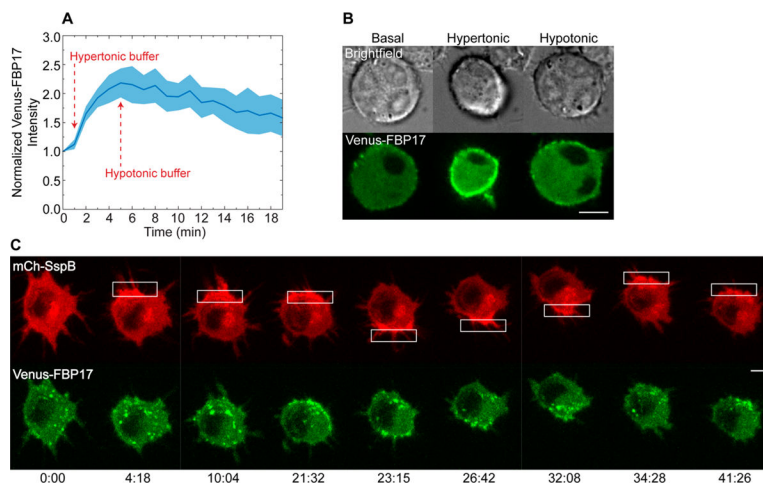 A
Normalized Venus-FBP17
Intensity
3.0
2.5
2.0
1.5
1.0
0.5
0.0
Hypertonic buffer
Hypotonic buffer
0 2 4 6 8 10 12 14 16 18
Time (min)
B
Basal Hypertonic Hypotonic
Brightfield
Venus-FBP17
C
mCh-SspB
Venus-FBP17
0:00 4:18 10:04 21:32 23:15 26:42 32:08 34:28 41:26